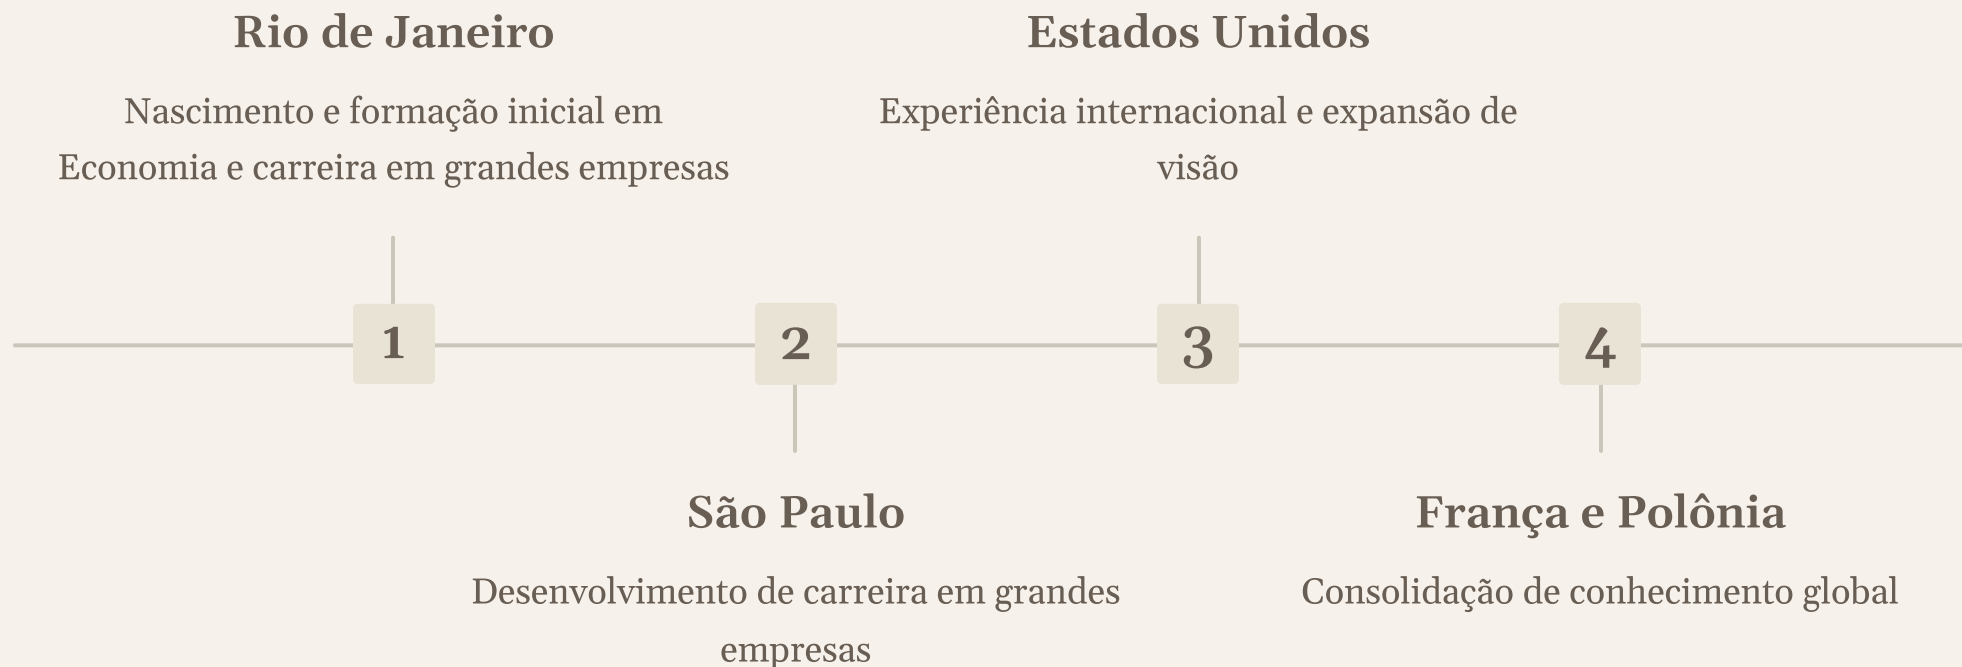 Rio de Janeiro
Nascimento e formação inicial em
Economia e carreira em grandes empresas
Estados Unidos
Experiência internacional e expansão de
visão
1
2
3
4
São Paulo
Desenvolvimento de carreira em grandes
empresas
França e Polônia
Consolidação de conhecimento global